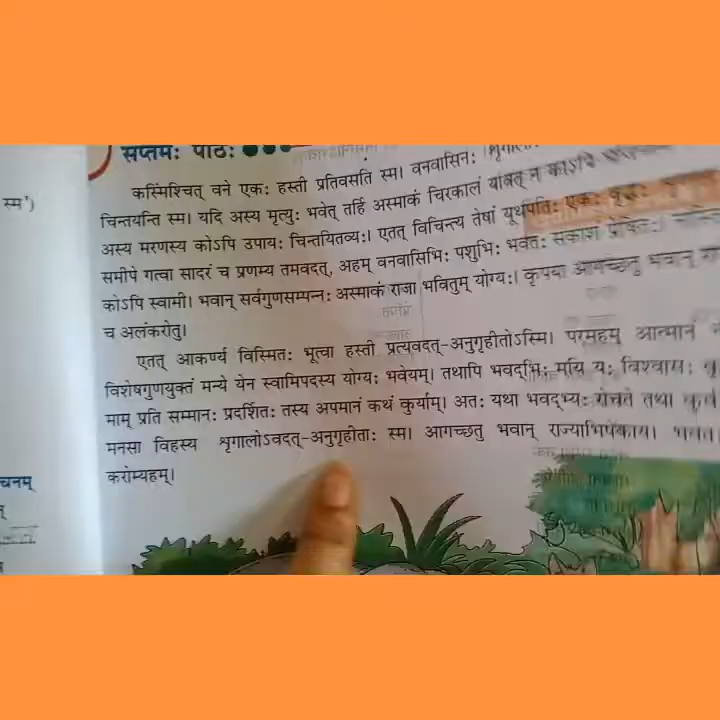 सप्तमः पाठः
स्म')
कस्मिश्चित् वने एकः हस्ती प्रतिवसति स्म। वनवासिनः
चिन्तयन्ति स्म। यदि अस्य मृत्युः भवेत् तर्हि अस्माकं चिरकालं यावत् न कोऽपि
अस्य मरणस्य कोऽपि उपायः चिन्तयितव्यः। एतत् विचिन्त्य तेषां यूथपतिः एकः वृद्धः
समीपे गत्वा सादरं च प्रणम्य तमवदत्, अहम् वनवासिभिः पशुभिः भवतः सकाशं प्रेषितः।
कोऽपि स्वामी। भवान् सर्वगुणसम्पन्नः अस्माकं राजा भवितुम् योग्यः। कृपया आगच्छतु भवान्
च अलंकरोतु।
एतत् आकर्ण्य विस्मितः भूत्वा हस्ती प्रत्यवदत्-अनुगृहीतोऽस्मि। परमहम् आत्मानं
विशेषगुणयुक्तं मन्ये येन स्वामिपदस्य योग्यः भवेयम्। तथापि भवद्भिः मयि यः विश्वासः
माम् प्रति सम्मानः प्रदर्शितः तस्य अपमानं कथं कुर्याम्। अतः यथा भवद्भ्यः रोचते तथा
मनसा विहस्य शृगालोऽवदत्-अनुगृहीताः स्म। आगच्छतु भवान् राज्याभिषेकाय।
करोम्यहम्।
चनम्